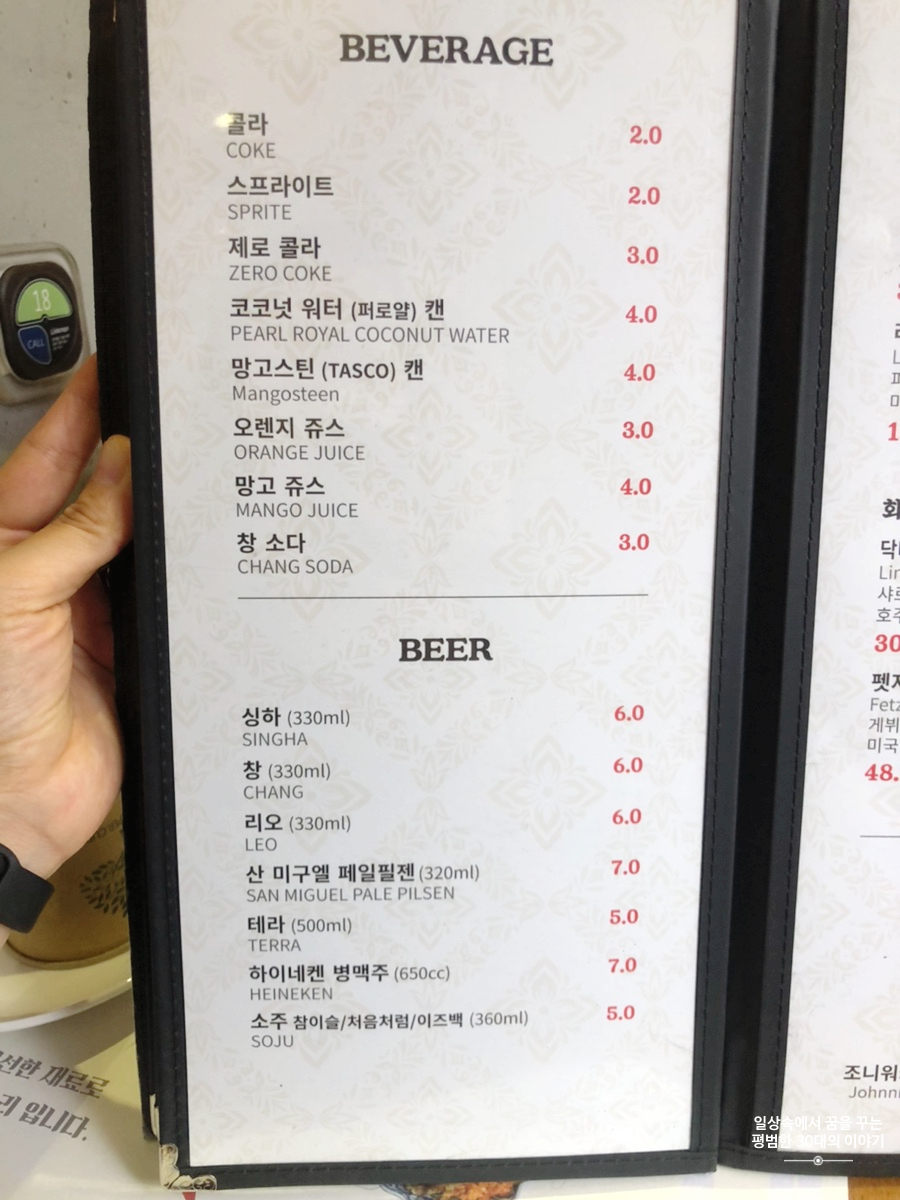 BEVERAGE
콜라
COKE
2.0
스프라이트
SPRITE
2.0
제로 콜라
ZERO COKE
3.0
코코넛 워터 (퍼로얄) 캔
PEARL ROYAL COCONUT WATER
4.0
망고스틴 (TASCO) 캔
Mangosteen
4.0
오렌지 쥬스
ORANGE JUICE
3.0
망고 쥬스
MANGO JUICE
4.0
창 소다
CHANG SODA
3.0
BEER
싱하 (330ml)
SINGHA
6.0
창 (330ml)
CHANG
6.0
리오 (330ml)
LEO
6.0
산 미구엘 페일필젠 (320ml)
SAN MIGUEL PALE PILSEN
7.0
테라 (500ml)
TERRA
5.0
하이네켄 병맥주 (650cc)
HEINEKEN
7.0
소주 참이슬/처음처럼/이즈백 (360ml)
SOJU
5.0
18
CALL
재료로
입니다.
30
48.
미국
조니워
일상속에서 꿈을 꾸는
평범한 30대의 이야기